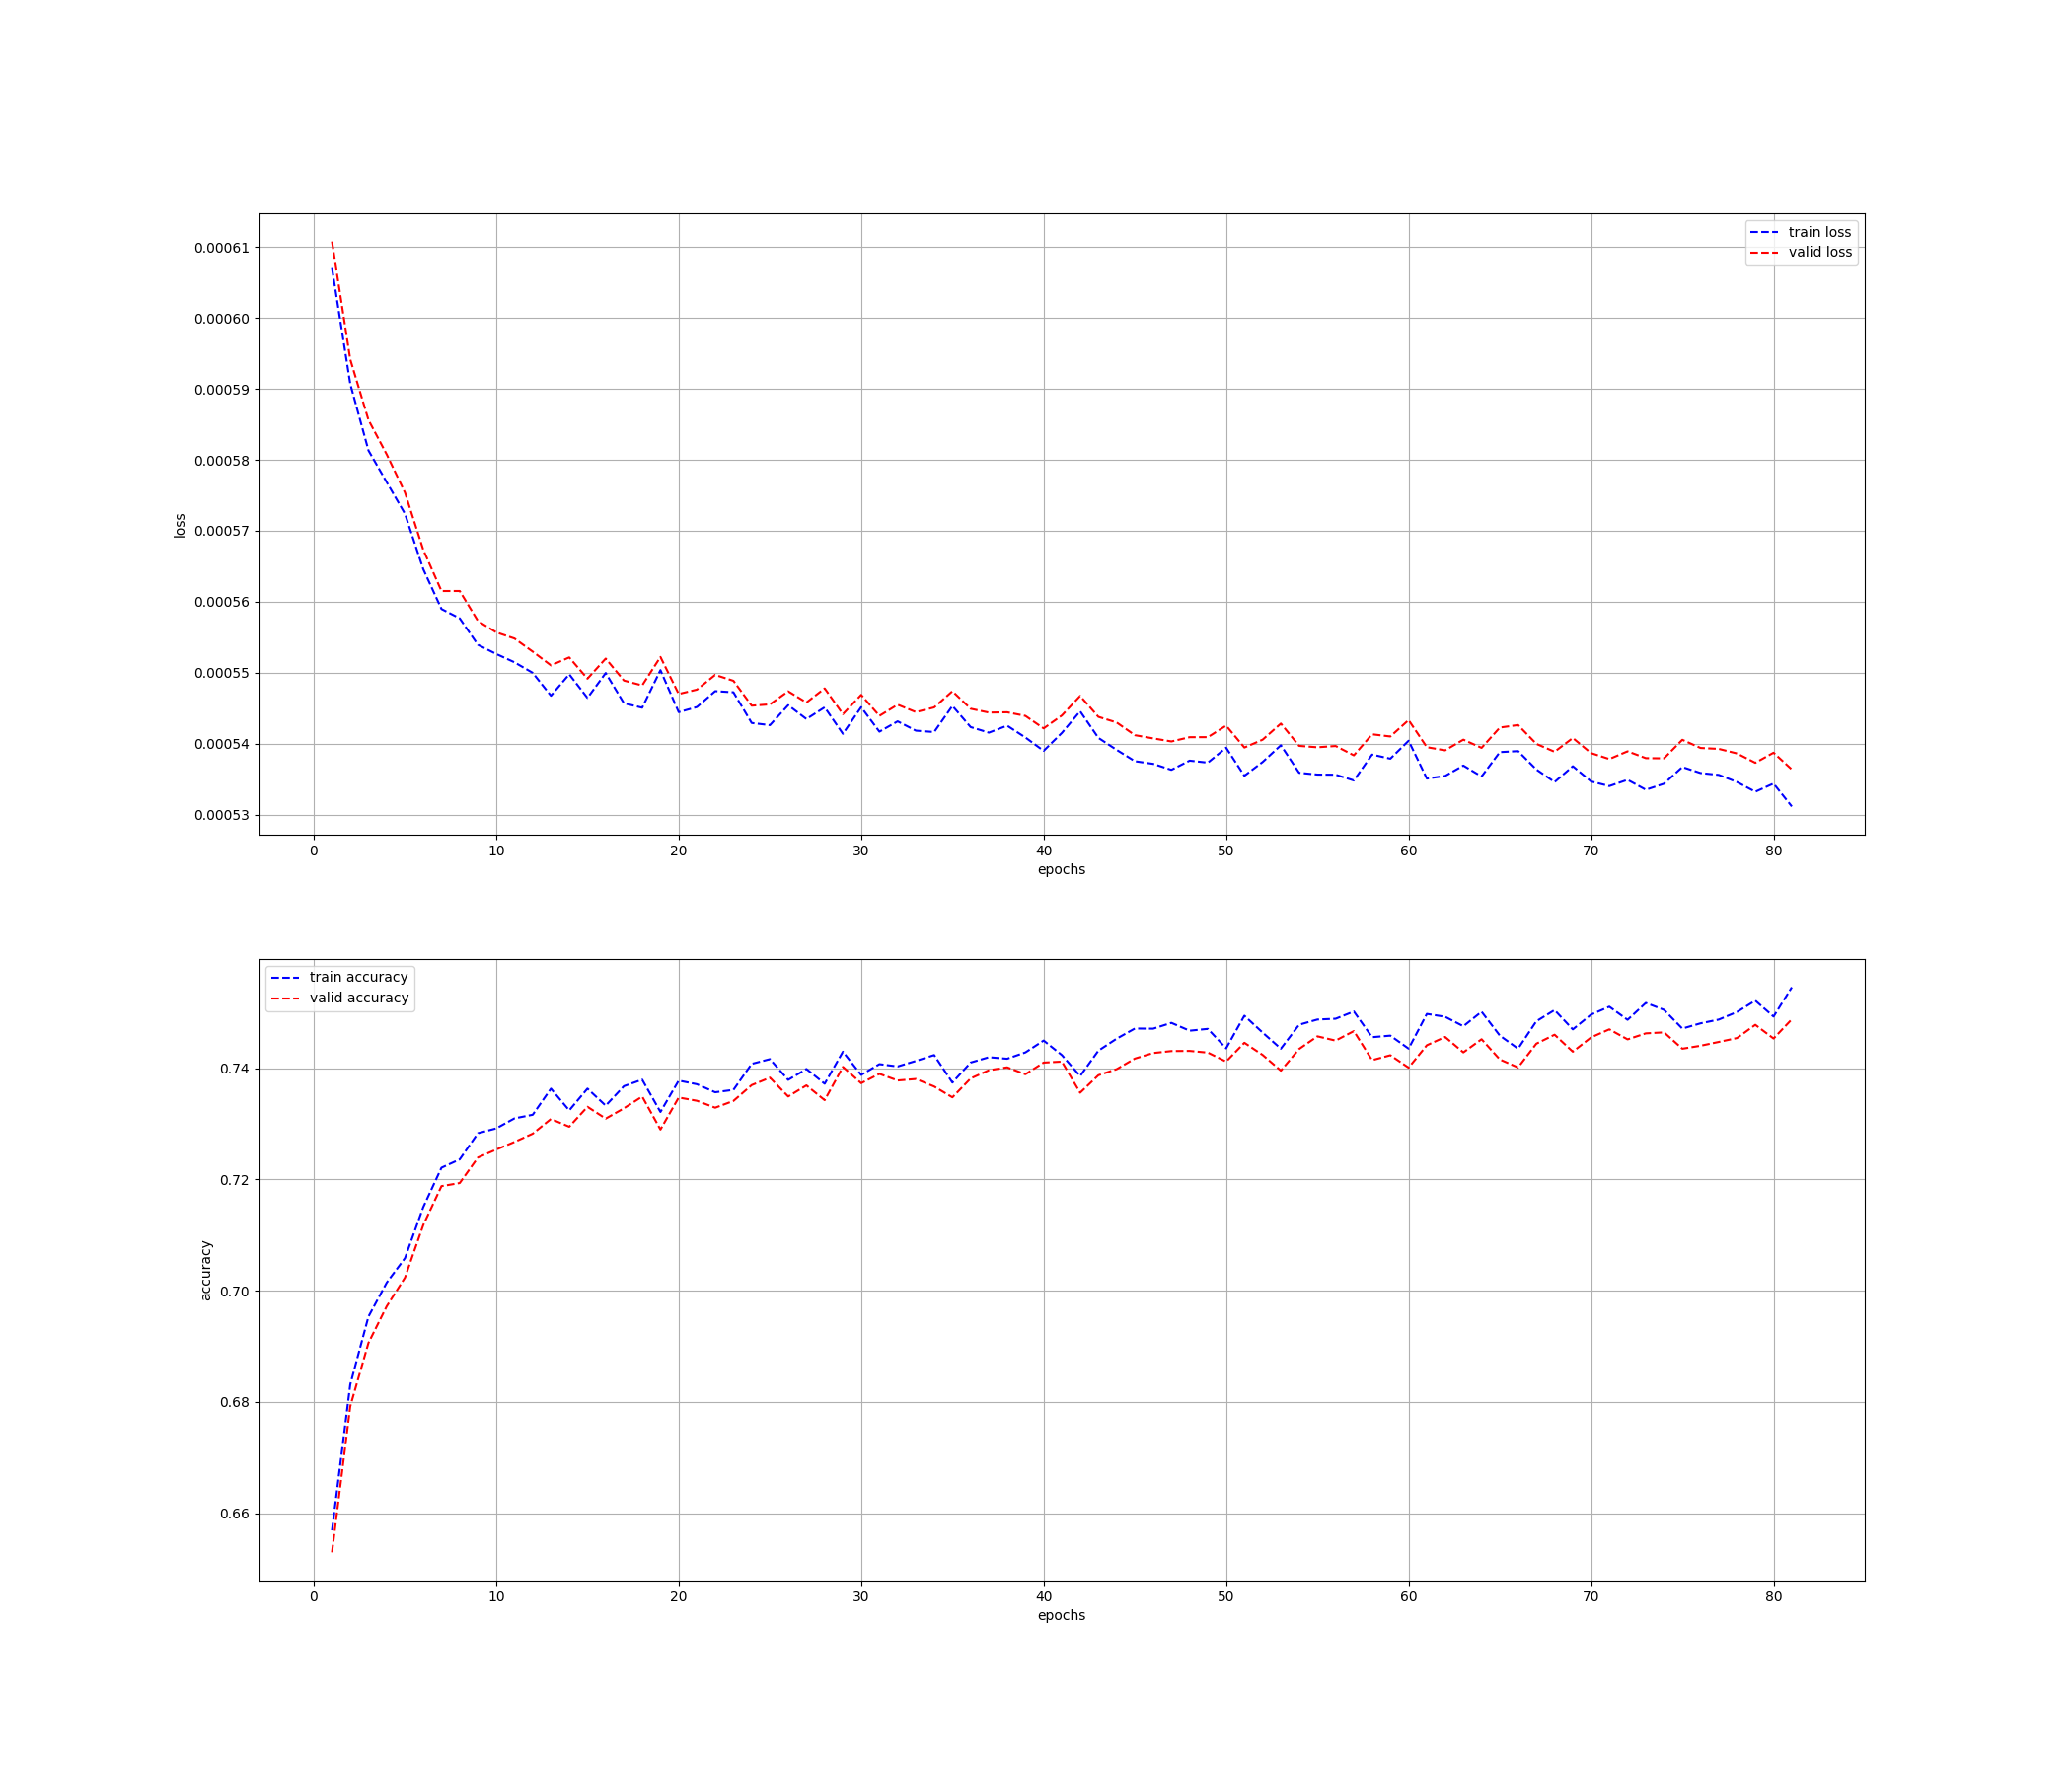 train loss
valid loss
0.00061
0.00060
0.00059
0.00058
0.00057
0.00056
0.00055
0.00054
0.00053
loss
0 10 20 30 40 50 60 70 80
epochs
train accuracy
valid accuracy
0.74
0.72
0.70
0.68
0.66
accuracy
0 10 20 30 40 50 60 70 80
epochs